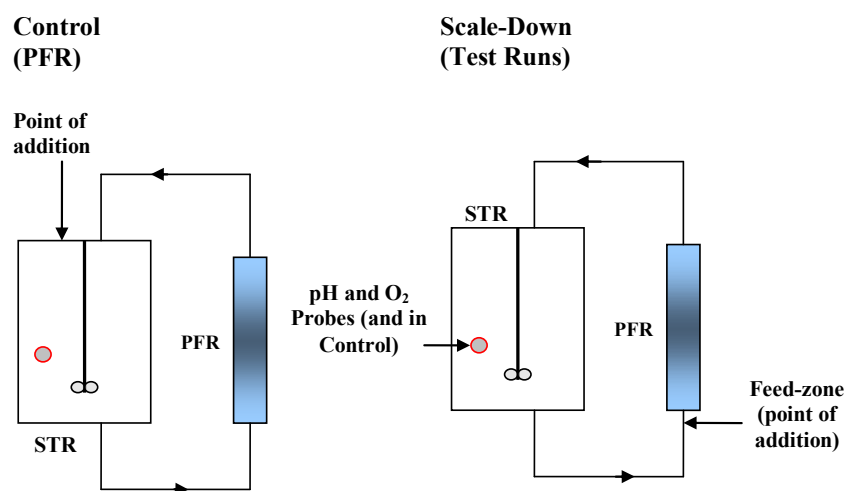 Control
(PFR)
Point of
addition
PFR
STR
Scale-Down
(Test Runs)
STR
pH and O2
Probes (and in
Control)
PFR
Feed-zone
(point of
addition)